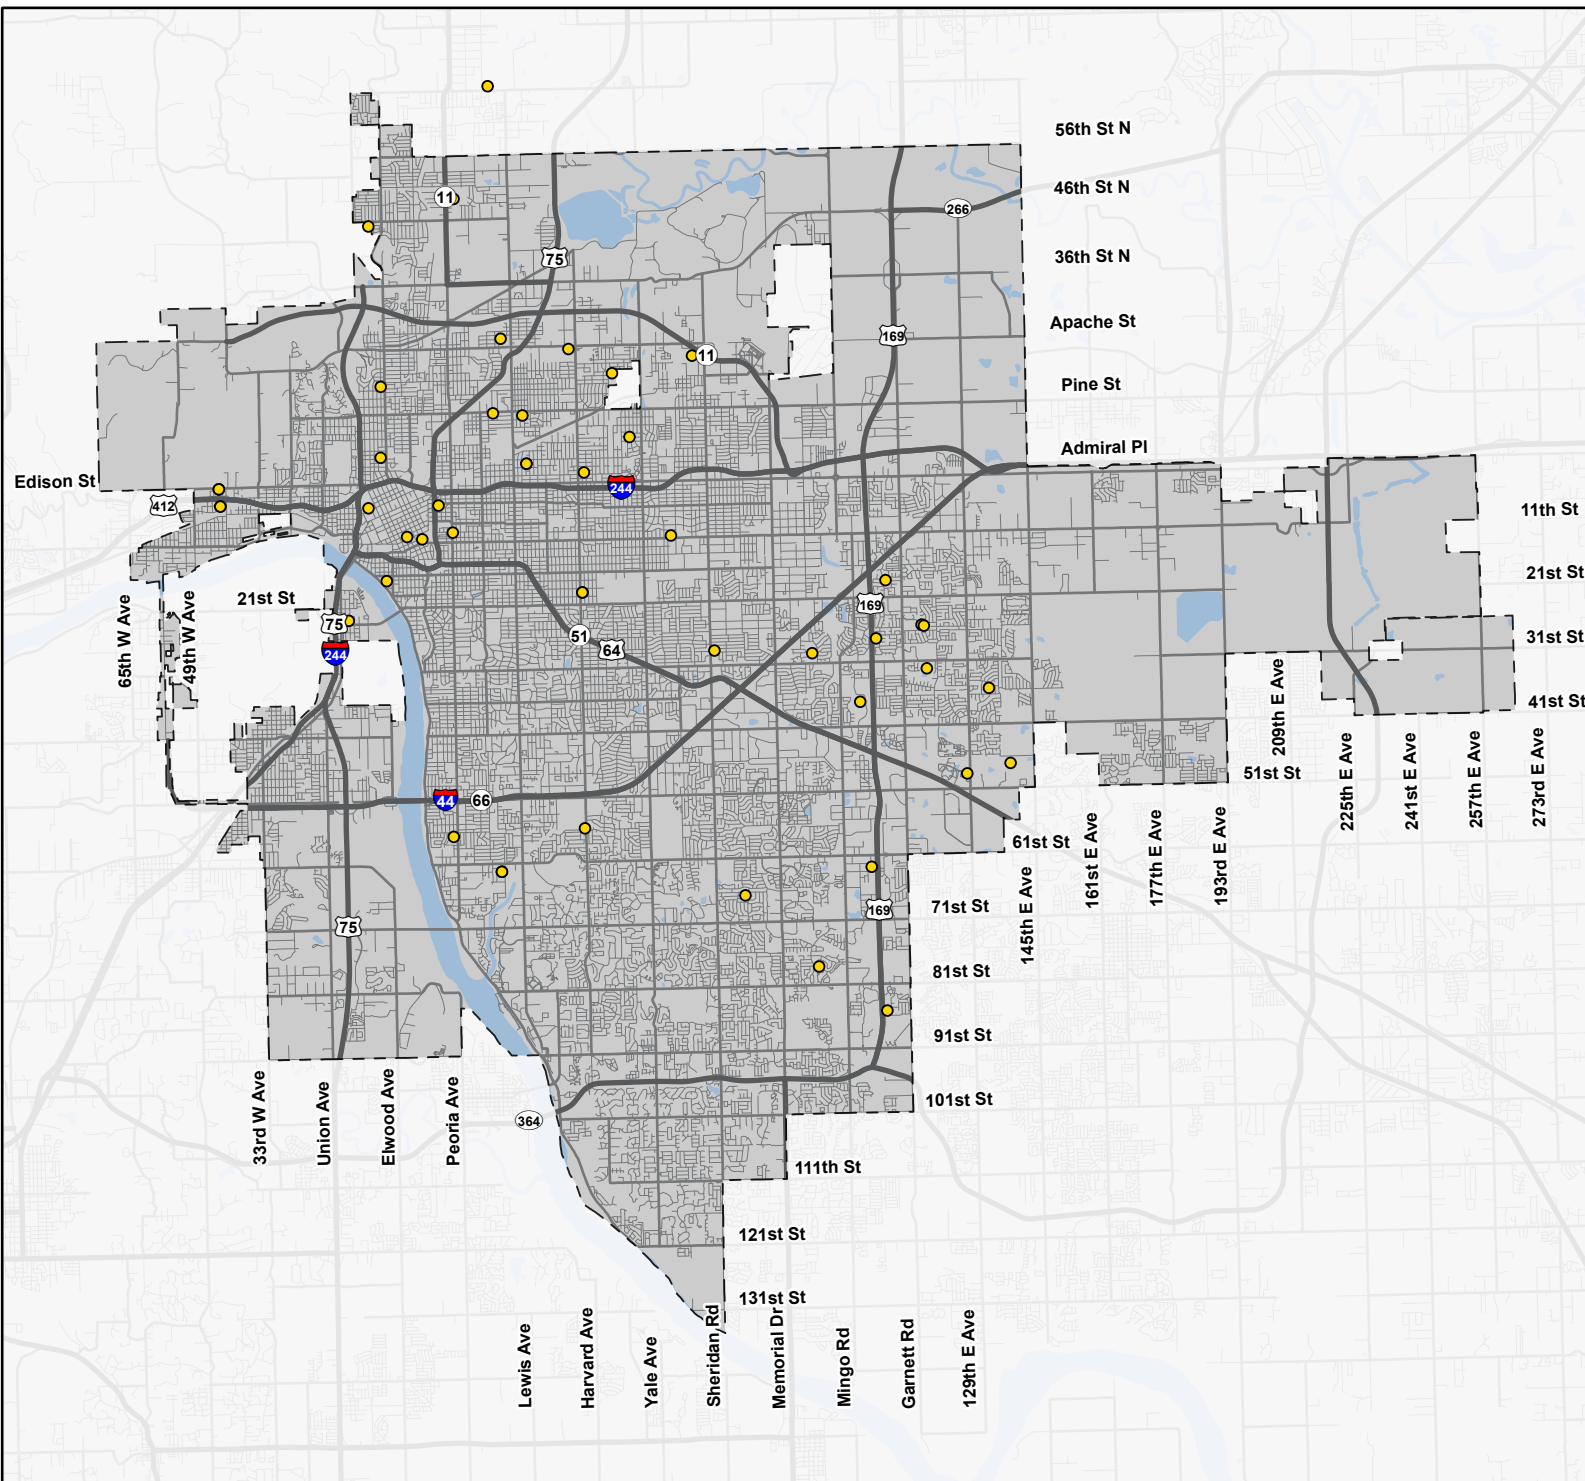 56th St N
46th St N
11
266
36th St N
75
Apache St
169
11
Pine St
Admiral Pl
Edison St
244
412
11th St
21st St
21st St
169
75
51
64
31st St
244
65th W Ave
49th W Ave
209th E Ave
41st St
51st St
225th E Ave
241st E Ave
257th E Ave
273rd E Ave
44
66
61st St
161st E Ave
177th E Ave
193rd E Ave
145th E Ave
71st St
169
75
81st St
91st St
33rd W Ave
Union Ave
Elwood Ave
Peoria Ave
101st St
364
111th St
121st St
131st St
Lewis Ave
Harvard Ave
Yale Ave
Sheridan Rd
Memorial Dr
Mingo Rd
Garnett Rd
129th E Ave